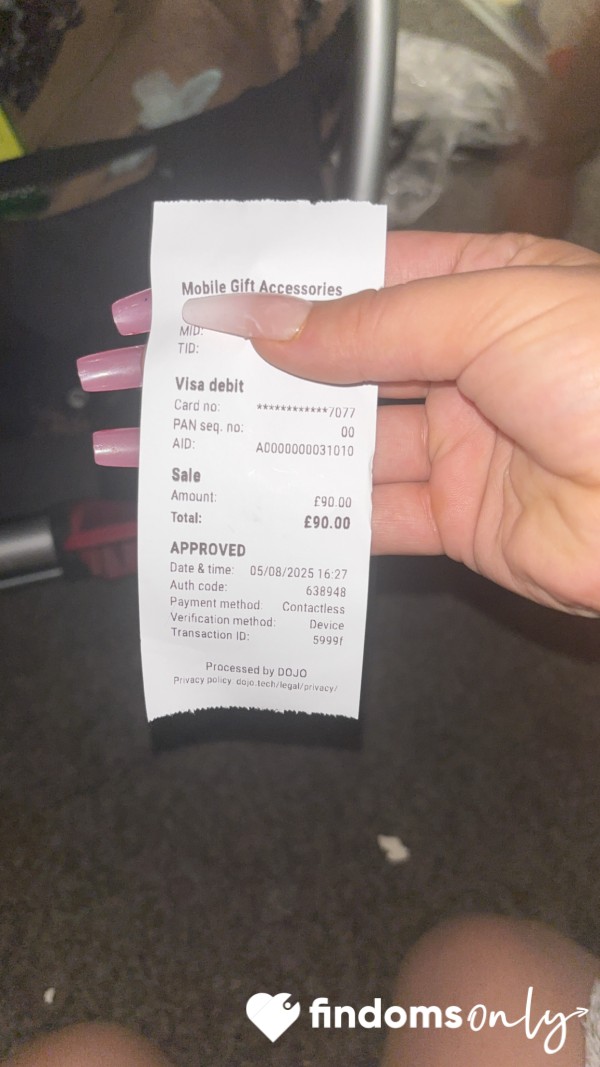 Mobile Gift Accessories
MID:
TID:
Visa debit
Card no: ************7077
PAN seq. no: 00
AID: A0000000031010
Sale
Amount: £90.00
Total: £90.00
APPROVED
Date & time: 05/08/2025 16:27
Auth code: 638948
Payment method: Contactless
Verification method: Device
Transaction ID: 5999f
Processed by DOJO
Privacy policy: dojo.tech/legal/privacy/
findomsonly